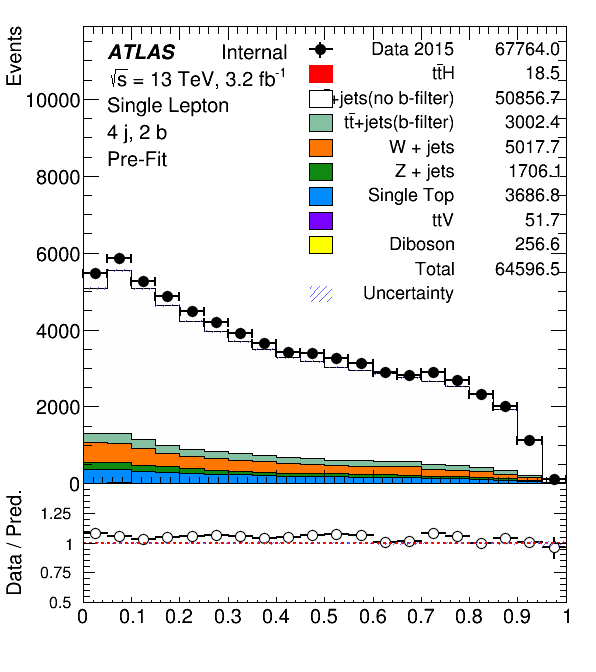 Events
ATLAS Internal
√s = 13 TeV, 3.2 fb⁻¹
Single Lepton
4 j, 2 b
Pre-Fit
Data 2015 67764.0
tt̄H 18.5
+jets(no b-filter) 50856.7
tt̄+jets(b-filter) 3002.4
W + jets 5017.7
Z + jets 1706.1
Single Top 3686.8
ttV 51.7
Diboson 256.6
Total 64596.5
Uncertainty
10000
8000
6000
4000
2000
0
Data / Pred.
1.25
1
0.75
0.5
0 0.1 0.2 0.3 0.4 0.5 0.6 0.7 0.8 0.9 1